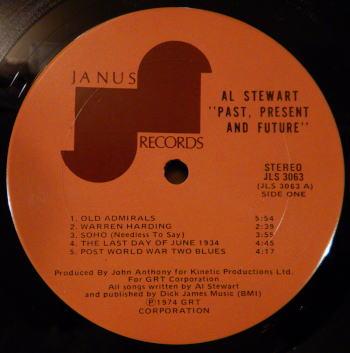 JANUS
RECORDS
AL STEWART
"PAST, PRESENT
AND FUTURE"
STEREO
JLS 3063
(JLS 3063 A)
SIDE ONE
1. OLD ADMIRALS 5:54
2. WARREN HARDING 2:39
3. SOHO (Needless To Say) 3:55
4. THE LAST DAY OF JUNE 1934 4:45
5. POST WORLD WAR TWO BLUES 4:17
Produced By John Anthony for Kinetic Productions Ltd.
For GRT Corporation
All songs written by Al Stewart
and published by Dick James Music (BMI)
Ⓟ1974 GRT
CORPORATION